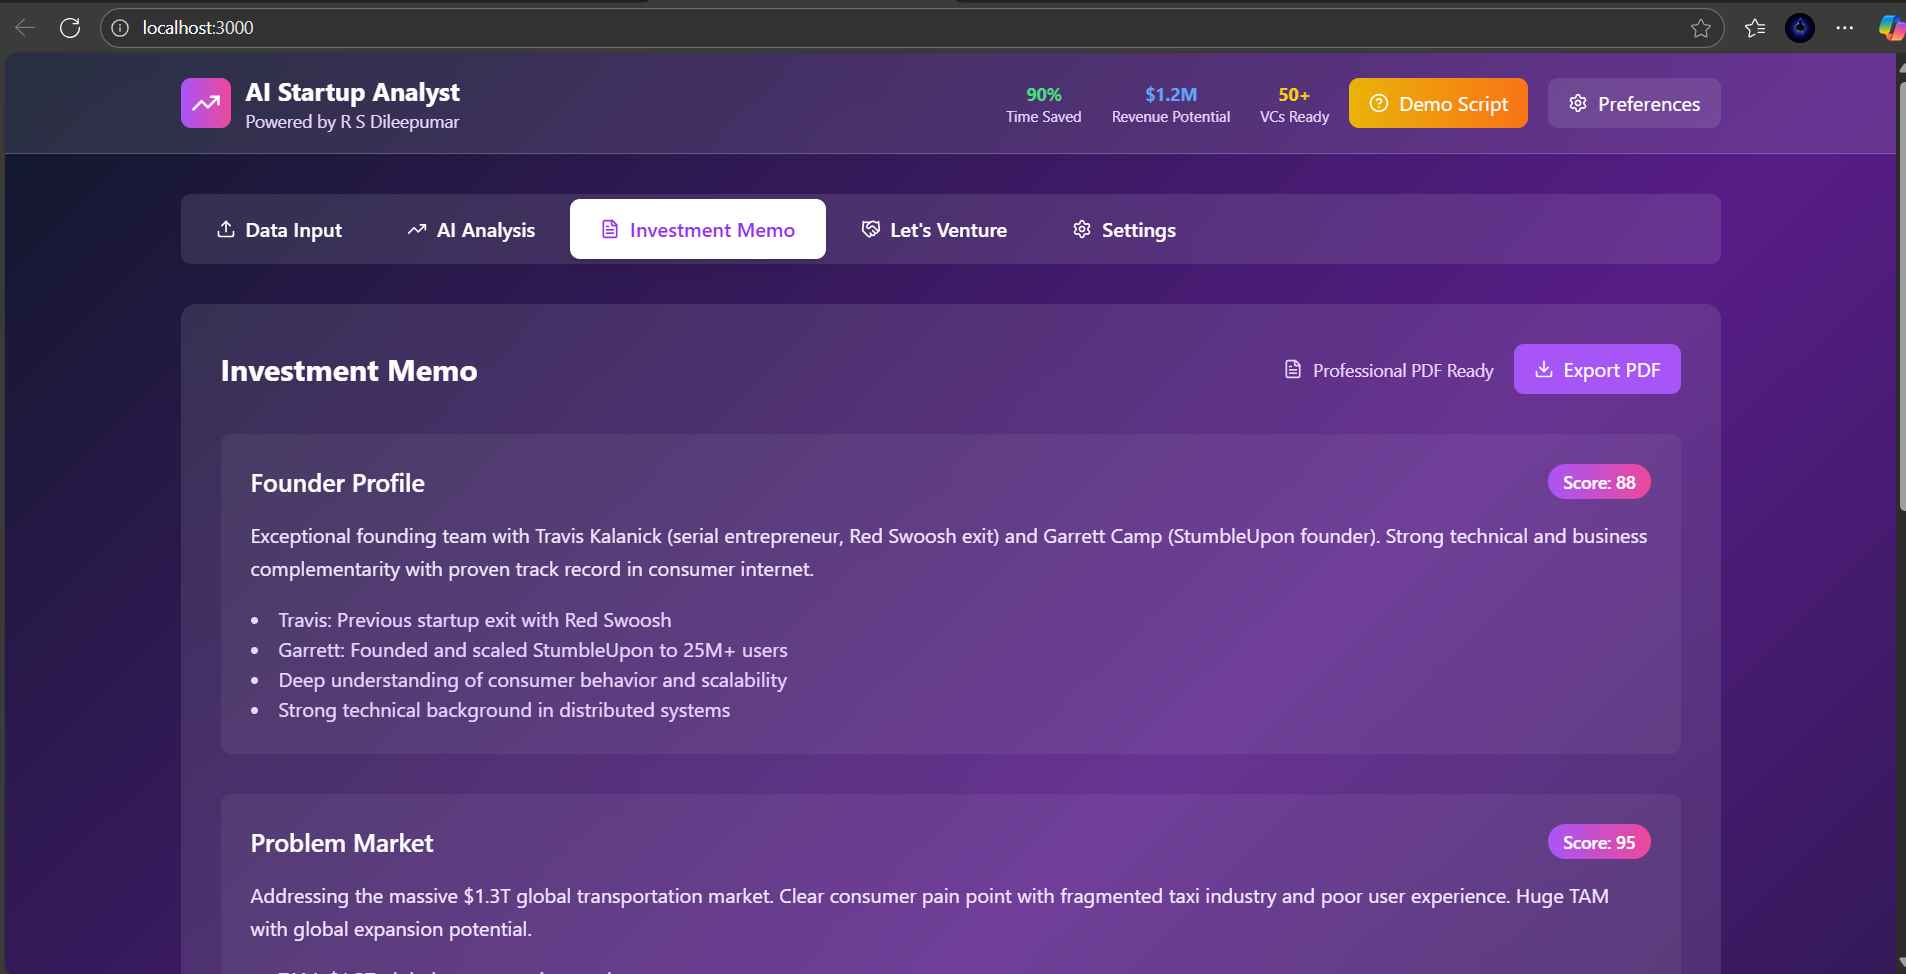 localhost:3000
AI Startup Analyst
Powered by R S Dileepumar
90%
Time Saved
$1.2M
Revenue Potential
50+
VCs Ready
Demo Script
Preferences
Data Input
AI Analysis
Investment Memo
Let's Venture
Settings
Investment Memo
Professional PDF Ready
Export PDF
Founder Profile
Score: 88
Exceptional founding team with Travis Kalanick (serial entrepreneur, Red Swoosh exit) and Garrett Camp (StumbleUpon founder). Strong technical and business
complementarity with proven track record in consumer internet.
• Travis: Previous startup exit with Red Swoosh
• Garrett: Founded and scaled StumbleUpon to 25M+ users
• Deep understanding of consumer behavior and scalability
• Strong technical background in distributed systems
Problem Market
Score: 95
Addressing the massive $1.3T global transportation market. Clear consumer pain point with fragmented taxi industry and poor user experience. Huge TAM
with global expansion potential.